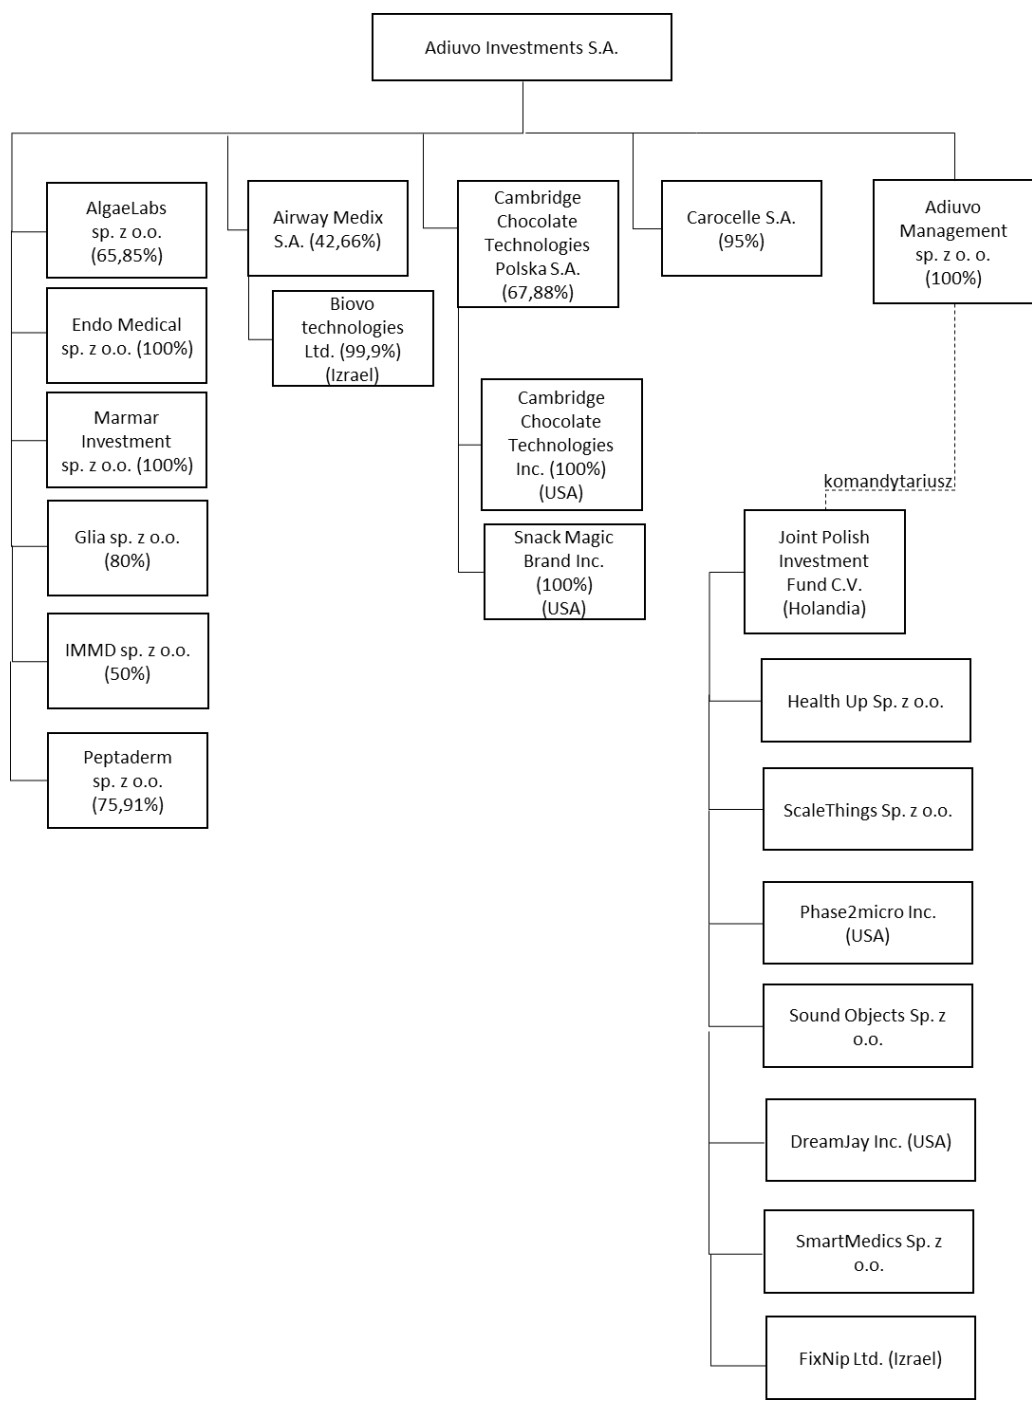 Adiuvo Investments S.A.
AlgaeLabs
sp. z o.o.
(65,85%)
Endo Medical
sp. z o.o. (100%)
Marmar
Investment
sp. z o.o. (100%)
Glia sp. z o.o.
(80%)
IMMD sp. z o.o.
(50%)
Peptaderm
sp. z o.o.
(75,91%)
Airway Medix
S.A. (42,66%)
Biovo
technologies
Ltd. (99,9%)
(Izrael)
Cambridge
Chocolate
Technologies
Polska S.A.
(67,88%)
Cambridge
Chocolate
Technologies
Inc. (100%)
(USA)
Snack Magic
Brand Inc.
(100%)
(USA)
Carocelle S.A.
(95%)
Adiuvo
Management
sp. z o. o.
(100%)
komandytariusz
Joint Polish
Investment
Fund C.V.
(Holandia)
Health Up Sp. z o.o.
ScaleThings Sp. z o.o.
Phase2micro Inc.
(USA)
Sound Objects Sp. z
o.o.
DreamJay Inc. (USA)
SmartMedics Sp. z
o.o.
FixNip Ltd. (Izrael)